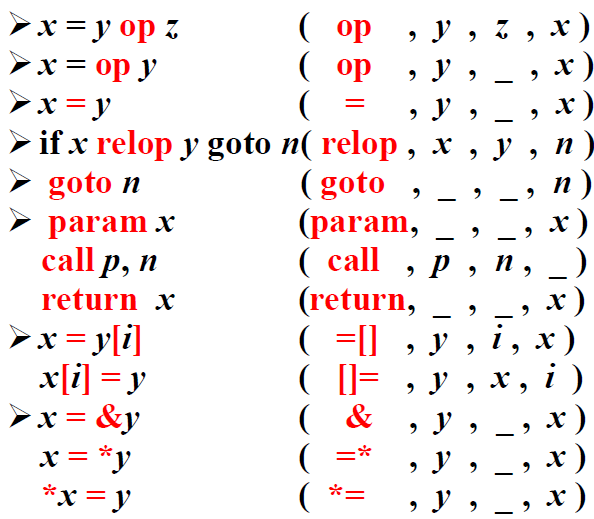 ➢ x = y op z ( op , y , z , x )
➢ x = op y ( op , y , _ , x )
➢ x = y ( = , y , _ , x )
➢ if x relop y goto n( relop , x , y , n )
➢ goto n ( goto , _ , _ , n )
➢ param x (param, _ , _ , x )
call p, n ( call , p , n , _ )
return x (return, _ , _ , x )
➢ x = y[i] ( =[] , y , i , x )
x[i] = y ( []= , y , x , i )
➢ x = &y ( & , y , _ , x )
x = *y ( =* , y , _ , x )
*x = y ( *= , y , _ , x )